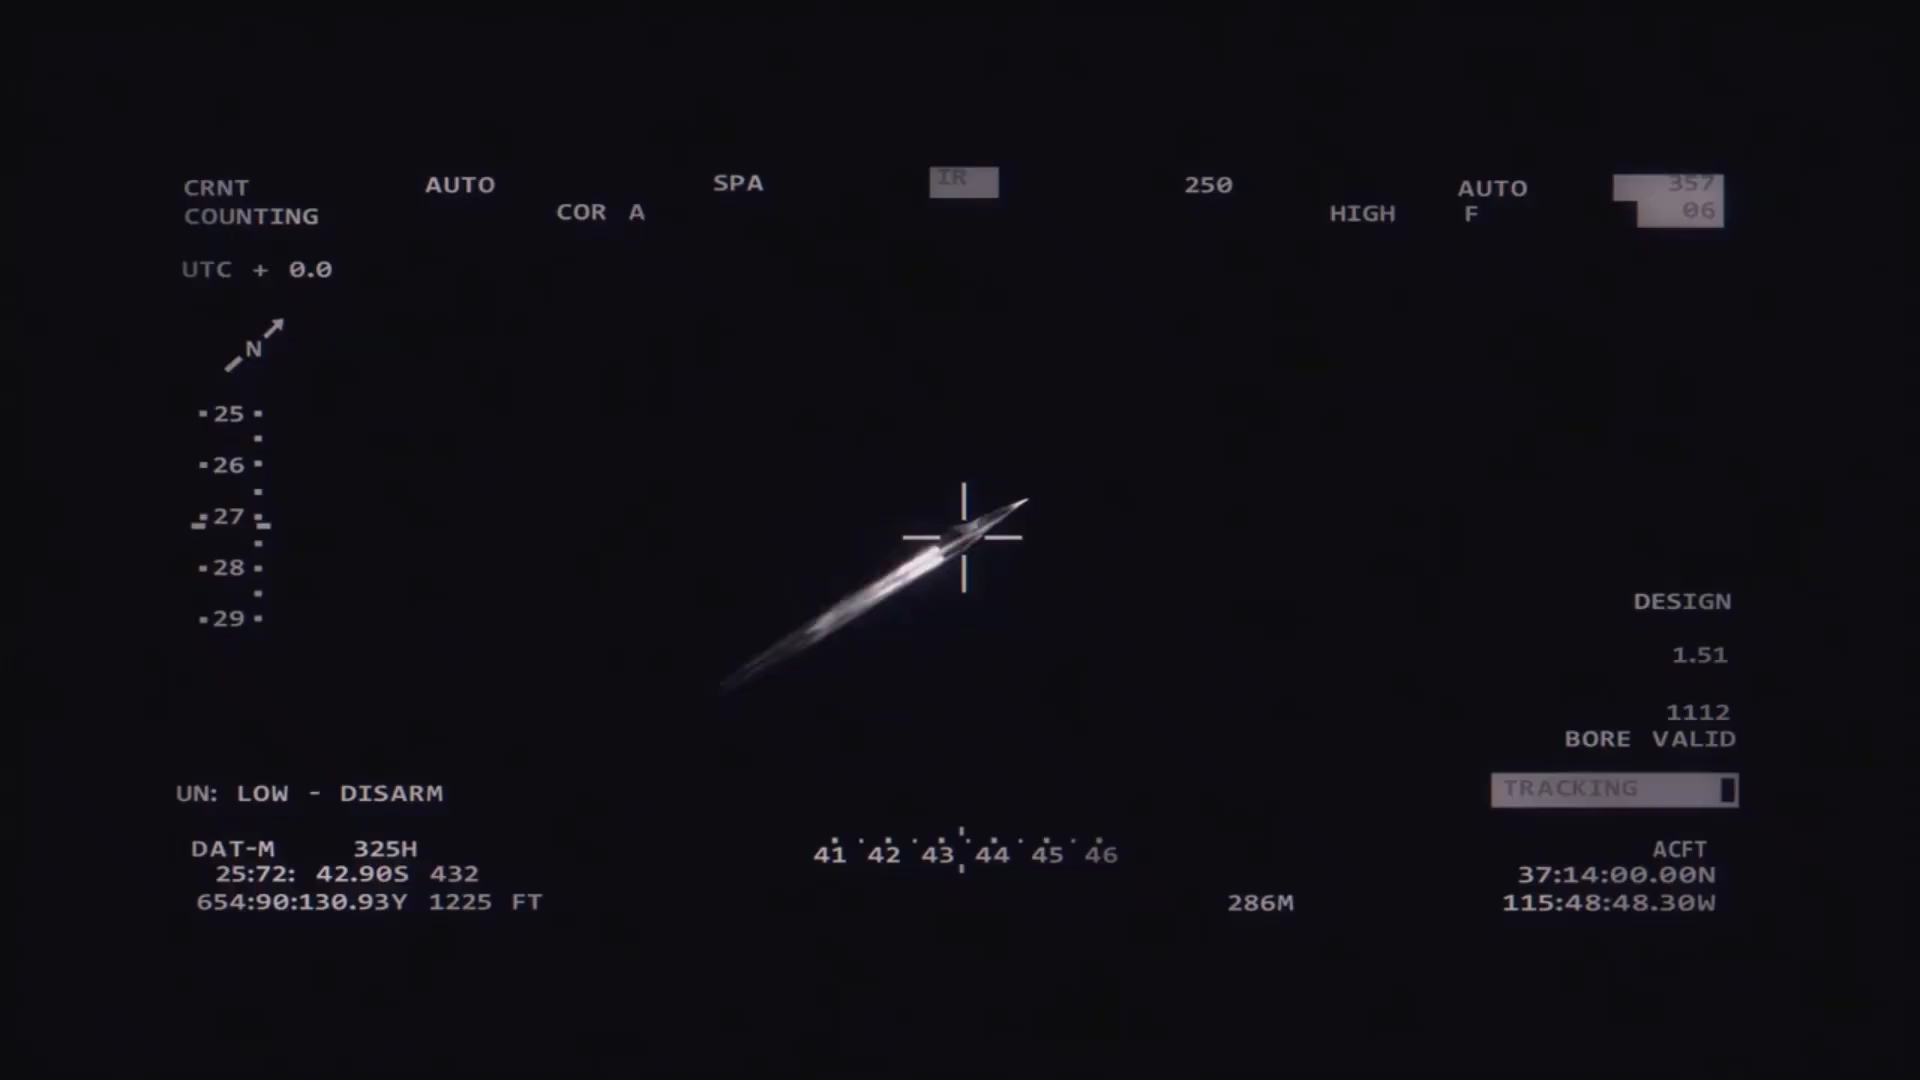 CRNT
COUNTING
AUTO
COR A
SPA
IR
250
HIGH
AUTO
F
357
06
UTC + 0.0
N
25
26
27
28
29
DESIGN
1.51
1112
BORE VALID
TRACKING
UN: LOW - DISARM
DAT-M 325H
25:72: 42.90S 432
654:90:130.93Y 1225 FT
41 42 43 44 45 46
286M
ACFT
37:14:00.00N
115:48:48.30W